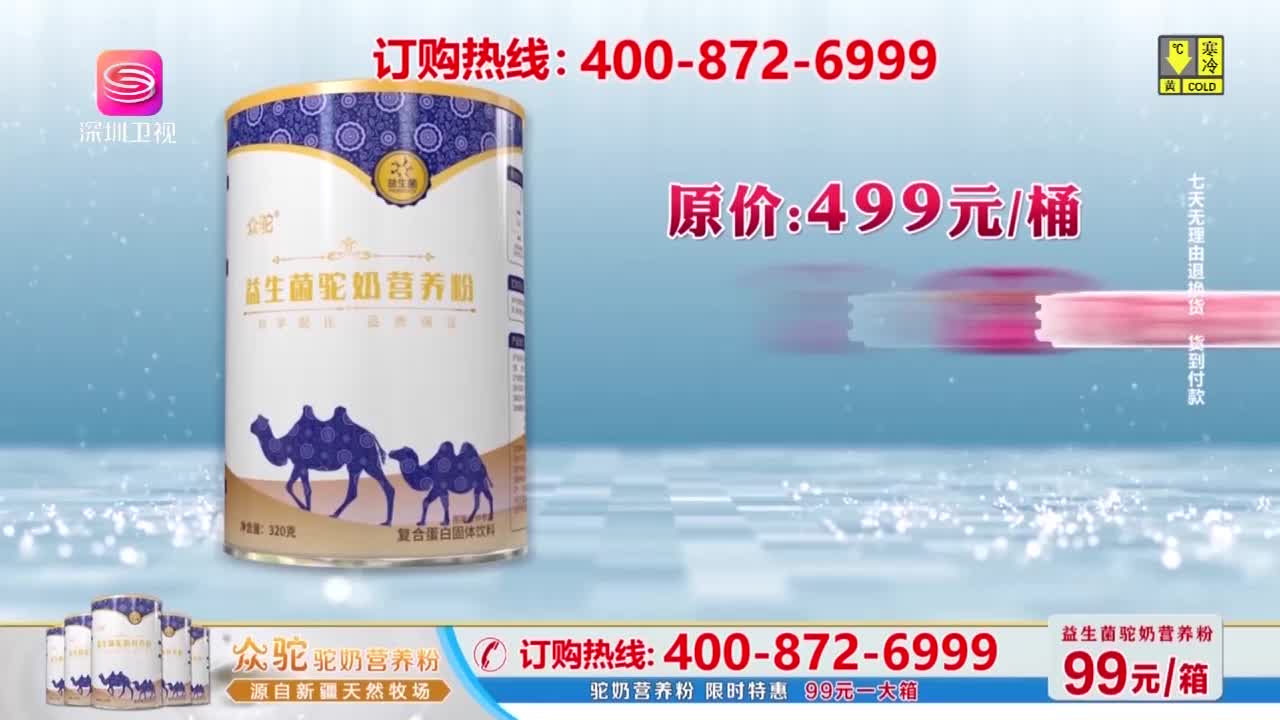 订购热线：400-872-6999
深圳卫视
℃
寒冷
黄 COLD
益生菌
众驼®
益生菌驼奶营养粉
净含量：320克
复合蛋白固体饮料
原价:499元/桶
七天无理由退换货 货到付款
众驼 驼奶营养粉
源自新疆天然牧场
订购热线: 400-872-6999
驼奶营养粉 限时特惠 99元一大箱
益生菌驼奶营养粉
99元/箱